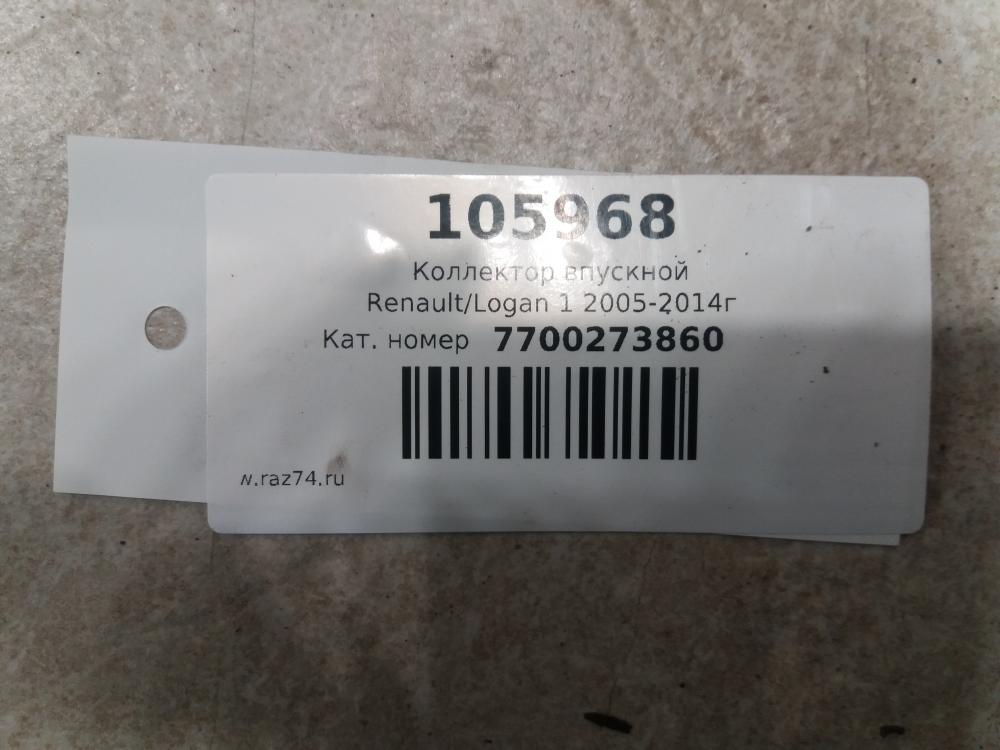 105968
Коллектор впускной
Renault/Logan 1 2005-2014г
Кат. номер 7700273860
w.raz74.ru